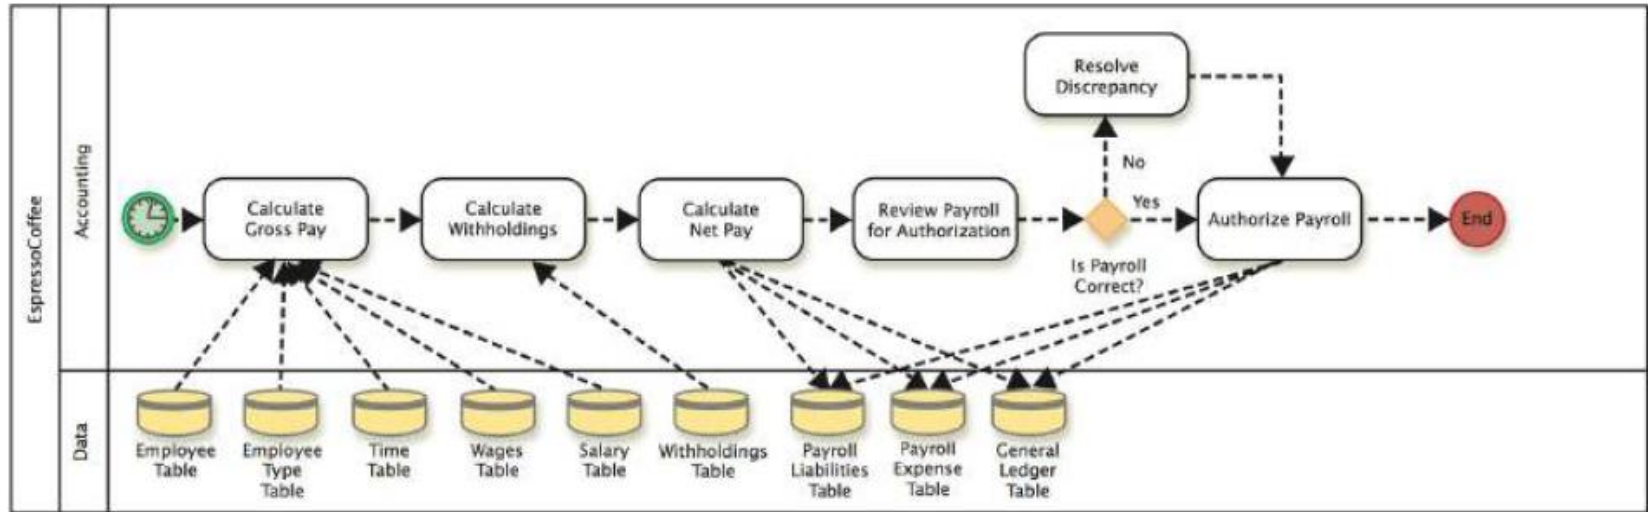 EspressoCoffee
Accounting
Calculate
Gross Pay
Calculate
Withholdings
Calculate
Net Pay
Review Payroll
for Authorization
Resolve
Discrepancy
No
Yes
Is Payroll
Correct?
Authorize Payroll
End
Data
Employee
Table
Employee
Type
Table
Time
Table
Wages
Table
Salary
Table
Withholdings
Table
Payroll
Liabilities
Table
Payroll
Expense
Table
General
Ledger
Table